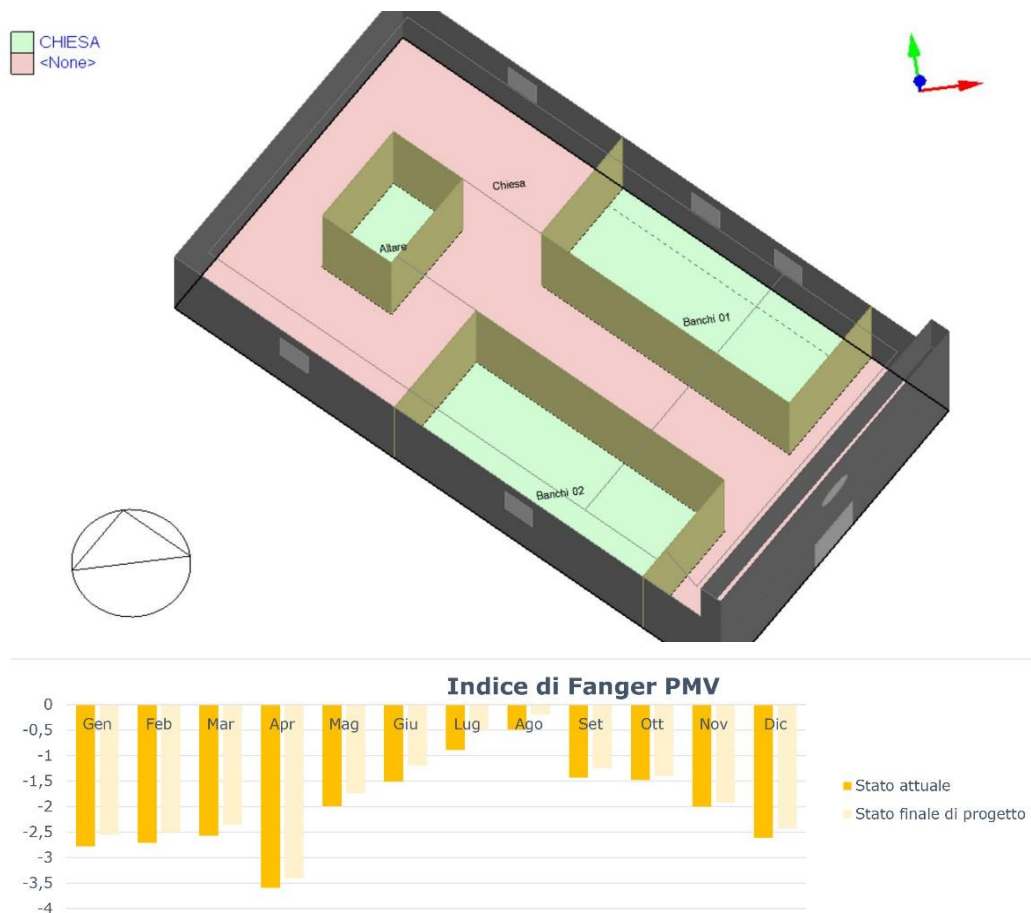 CHIESA
<None>
Chiesa
Altare
Banchi 01
Banchi 02
Indice di Fanger PMV
0
-0,5
-1
-1,5
-2
-2,5
-3
-3,5
-4
Gen Feb Mar Apr Mag Giu Lug Ago Set Ott Nov Dic
Stato attuale
Stato finale di progetto